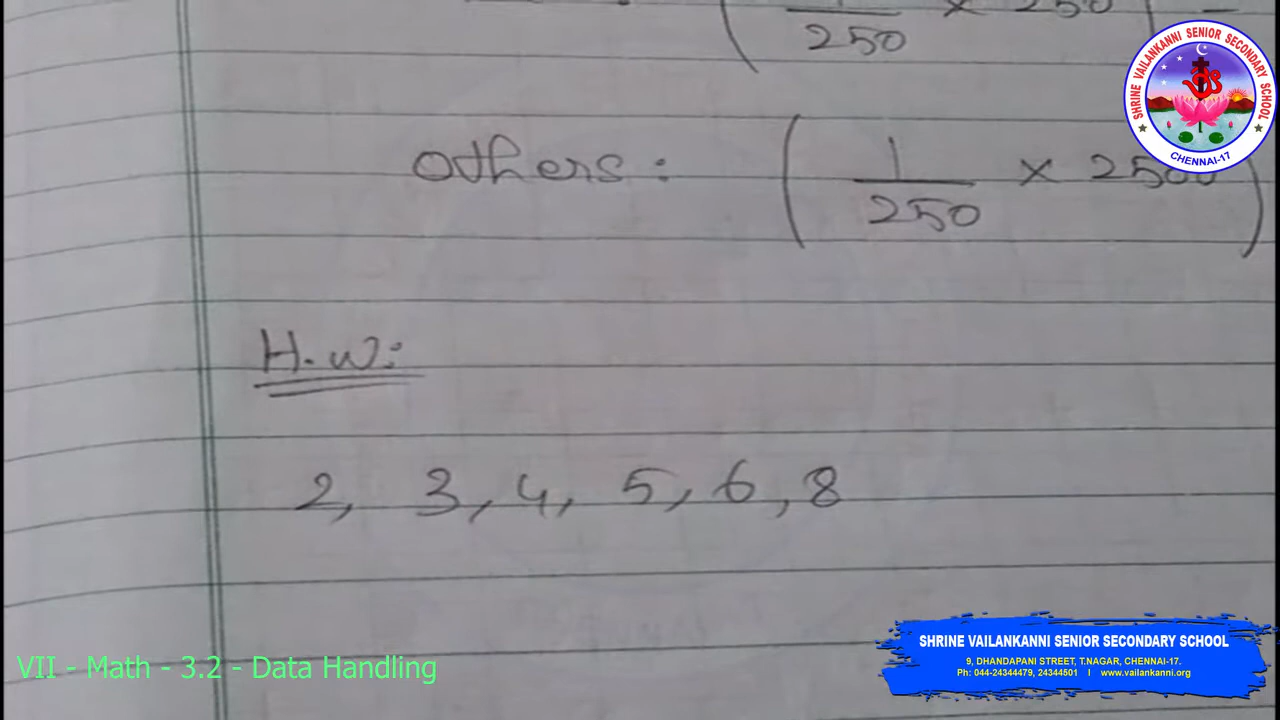 1/250 × 250
SHRINE VAILANKANNI SENIOR SECONDARY SCHOOL
CHENNAI-17
Others: ( 1/250 × 2500 )
H.W:
2, 3, 4, 5, 6, 8
SHRINE VAILANKANNI SENIOR SECONDARY SCHOOL
9, DHANDAPANI STREET, T.NAGAR, CHENNAI-17.
Ph: 044-24344479, 24344501 I www.vailankanni.org
VII - Math - 3.2 - Data Handling